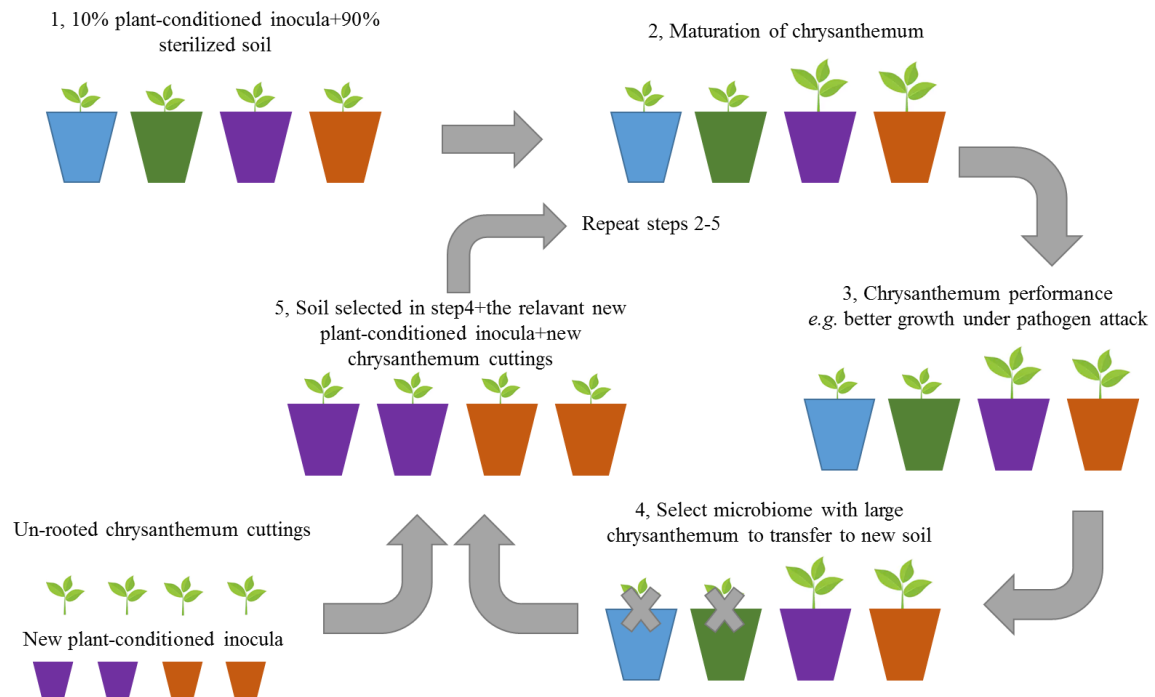 1, 10% plant-conditioned inocula+90%
sterilized soil
2, Maturation of chrysanthemum
Repeat steps 2-5
3, Chrysanthemum performance
e.g. better growth under pathogen attack
5, Soil selected in step4+the relavant new
plant-conditioned inocula+new
chrysanthemum cuttings
4, Select microbiome with large
chrysanthemum to transfer to new soil
Un-rooted chrysanthemum cuttings
New plant-conditioned inocula